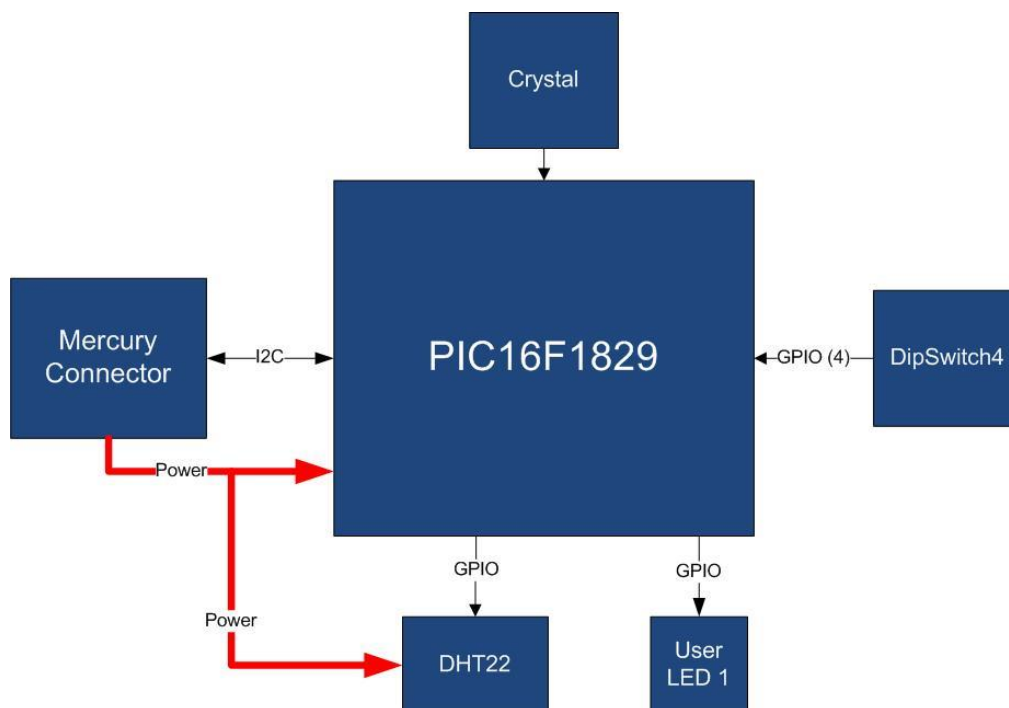 Crystal
Mercury
Connector
I2C
PIC16F1829
GPIO (4)
DipSwitch4
Power
GPIO
GPIO
Power
DHT22
User
LED 1